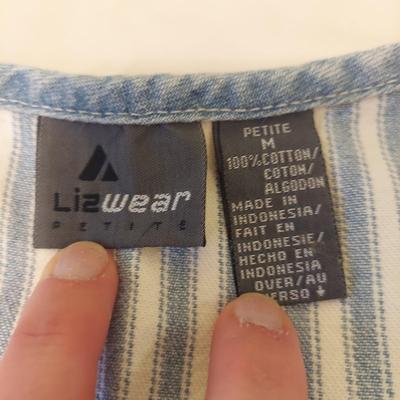 Lizwear
PETITE
PETITE
M
100%COTTON/
COTON/
ALGODON
MADE IN
INDONESIA/
FAIT EN
INDONESIE/
HECHO EN
INDONESIA
OVER/AU
VERSO